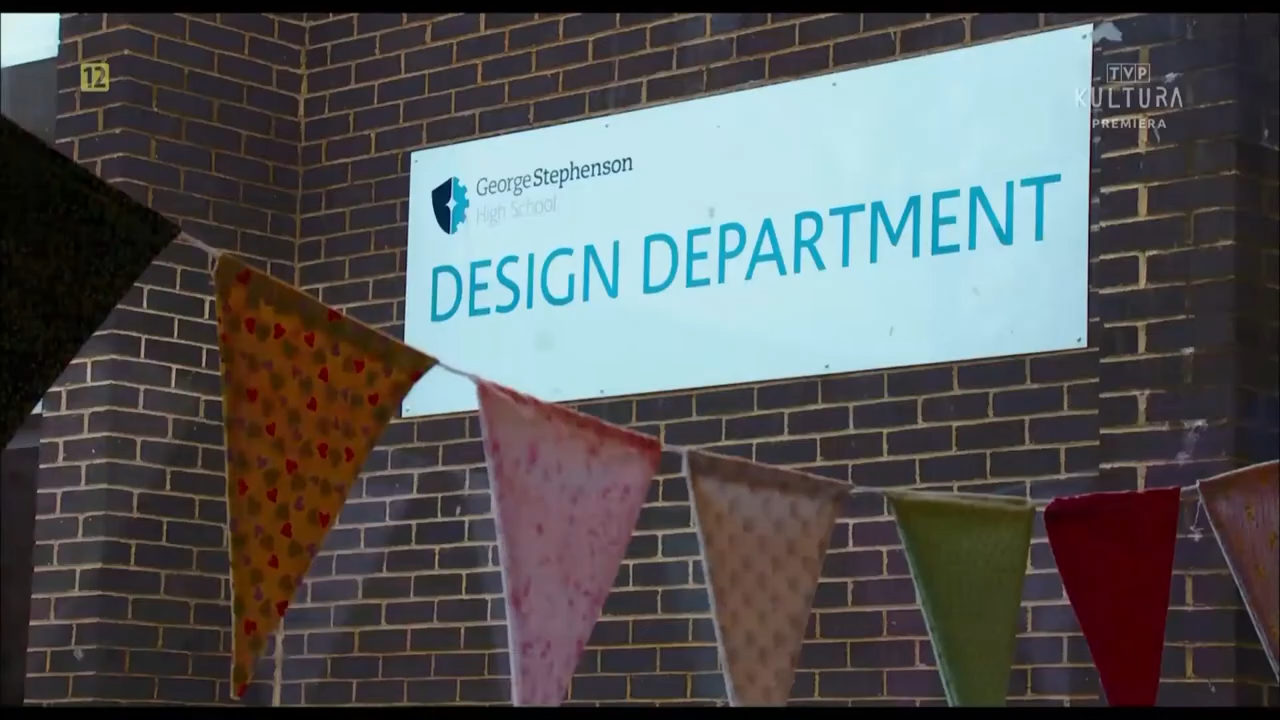 12
TVP
KULTURA
PREMIERA
George Stephenson
High School
DESIGN DEPARTMENT